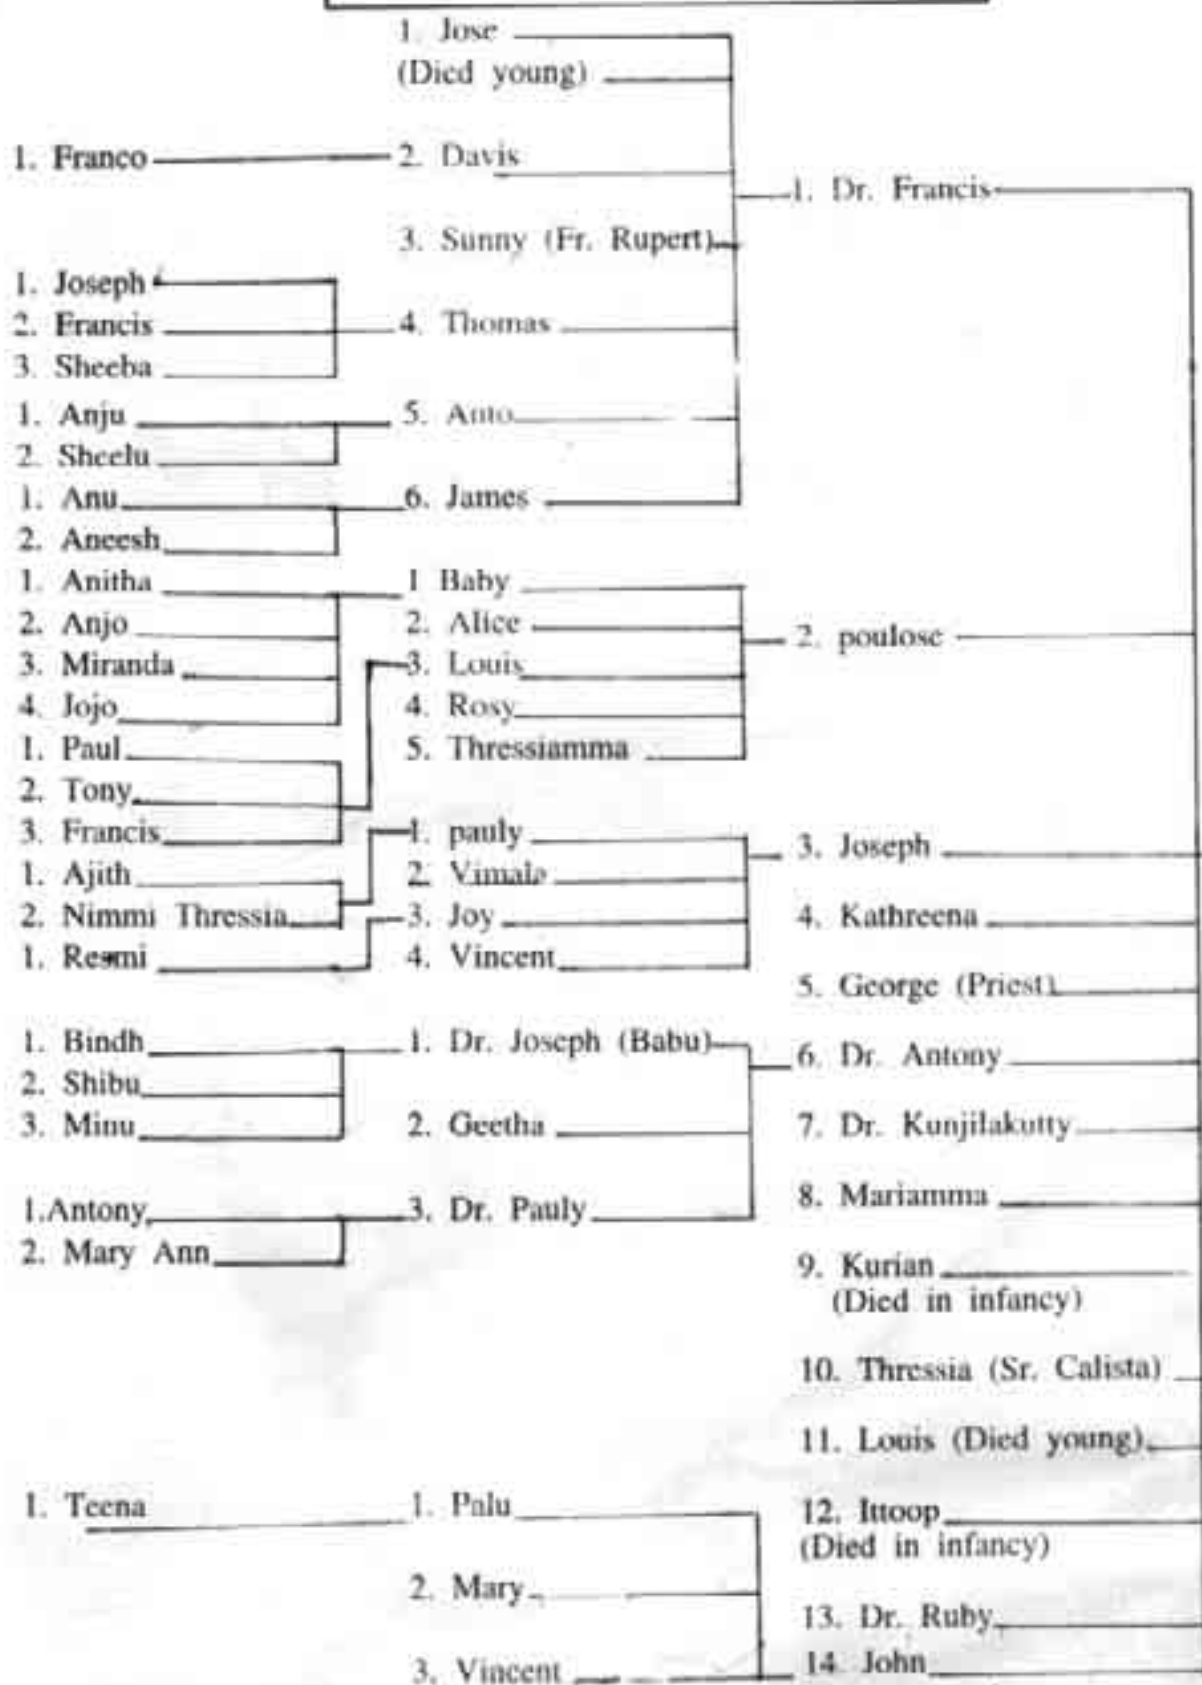 1. Jose
(Died young)
1. Franco
2. Davis
1. Dr. Francis
3. Sunny (Fr. Rupert)
1. Joseph
2. Francis
4. Thomas
3. Sheeba
1. Anju
5. Anto
2. Sheelu
1. Anu
6. James
2. Aneesh
1. Anitha
1 Baby
2. Anjo
2. Alice
2. poulose
3. Miranda
3. Louis
4. Jojo
4. Rosy
1. Paul
5. Thressiamma
2. Tony
3. Francis
1. pauly
3. Joseph
1. Ajith
2. Vimala
2. Nimmi Thressia
3. Joy
4. Kathreena
1. Resmi
4. Vincent
5. George (Priest)
1. Bindh
1. Dr. Joseph (Babu)
6. Dr. Antony
2. Shibu
3. Minu
2. Geetha
7. Dr. Kunjilakutty
8. Mariamma
1.Antony
3. Dr. Pauly
2. Mary Ann
9. Kurian
(Died in infancy)
10. Thressia (Sr. Calista)
11. Louis (Died young)
1. Teena
1. Palu
12. Ittoop
(Died in infancy)
2. Mary
13. Dr. Ruby
3. Vincent
14. John